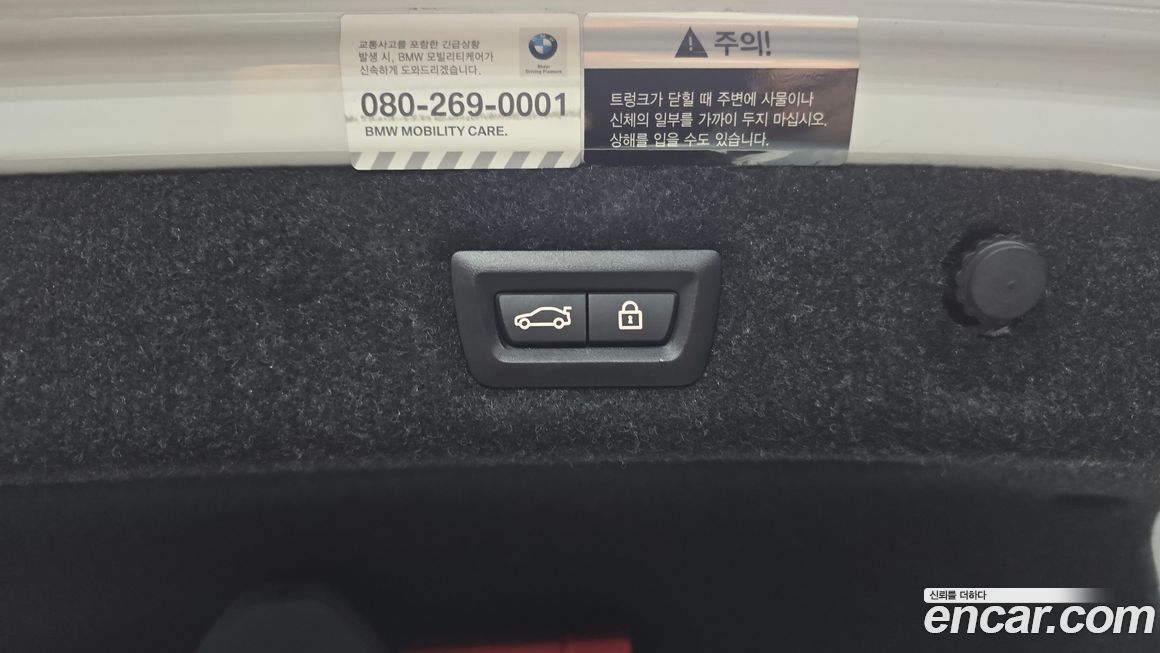 교통사고를 포함한 긴급상황
발생 시, BMW 모빌리티케어가
신속하게 도와드리겠습니다.
Sheer
Driving Pleasure
080-269-0001
BMW MOBILITY CARE.
주의!
트렁크가 닫힐 때 주변에 사물이나
신체의 일부를 가까이 두지 마십시오.
상해를 입을 수도 있습니다.
신뢰를 더하다
encar.com